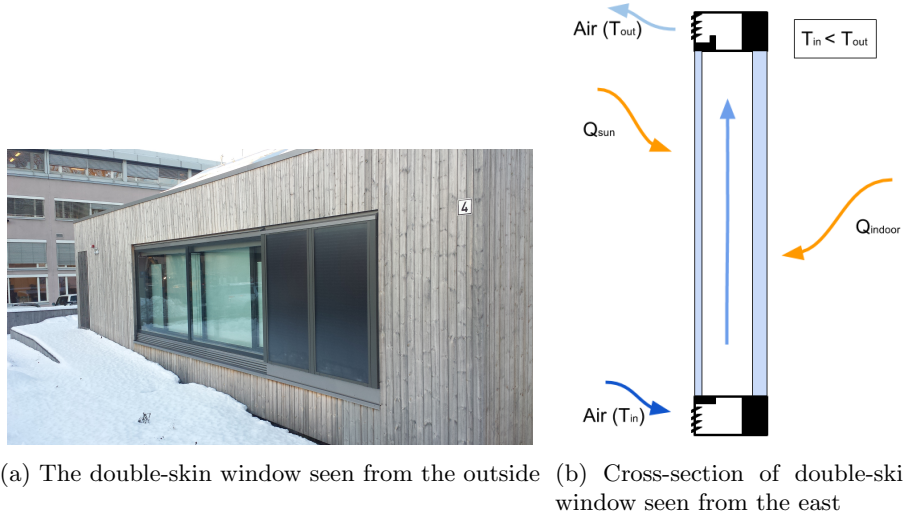 Air (Tout)
Tin < Tout
Qsun
4
Qindoor
Air (Tin)
(a) The double-skin window seen from the outside
(b) Cross-section of double-ski
window seen from the east